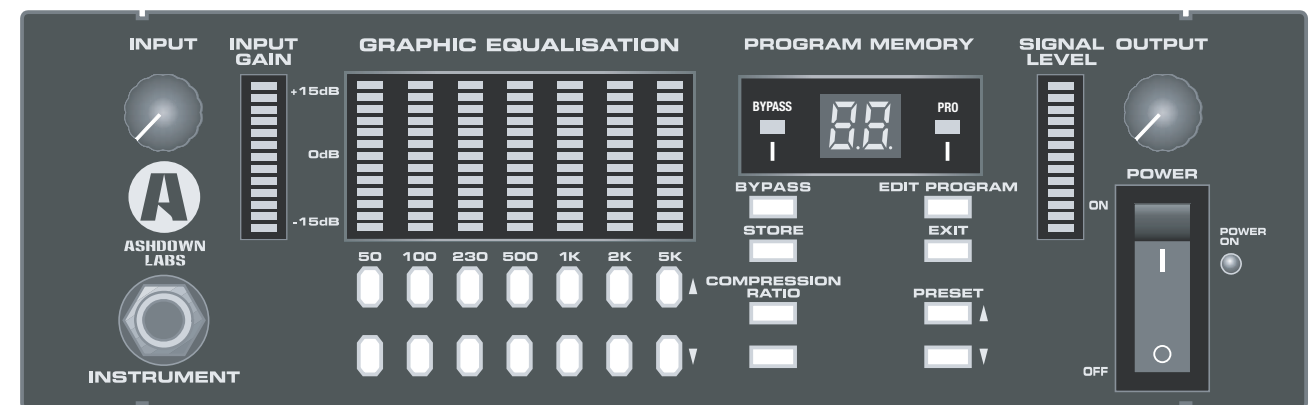 INPUT
INPUT
GAIN
GRAPHIC EQUALISATION
PROGRAM MEMORY
SIGNAL
LEVEL
OUTPUT
+15dB
0dB
-15dB
BYPASS
8.8.
PRO
POWER
A
ASHDOWN
LABS
BYPASS
EDIT PROGRAM
ON
STORE
EXIT
POWER
ON
50 100 230 500 1K 2K 5K
COMPRESSION
RATIO
PRESET
INSTRUMENT
OFF